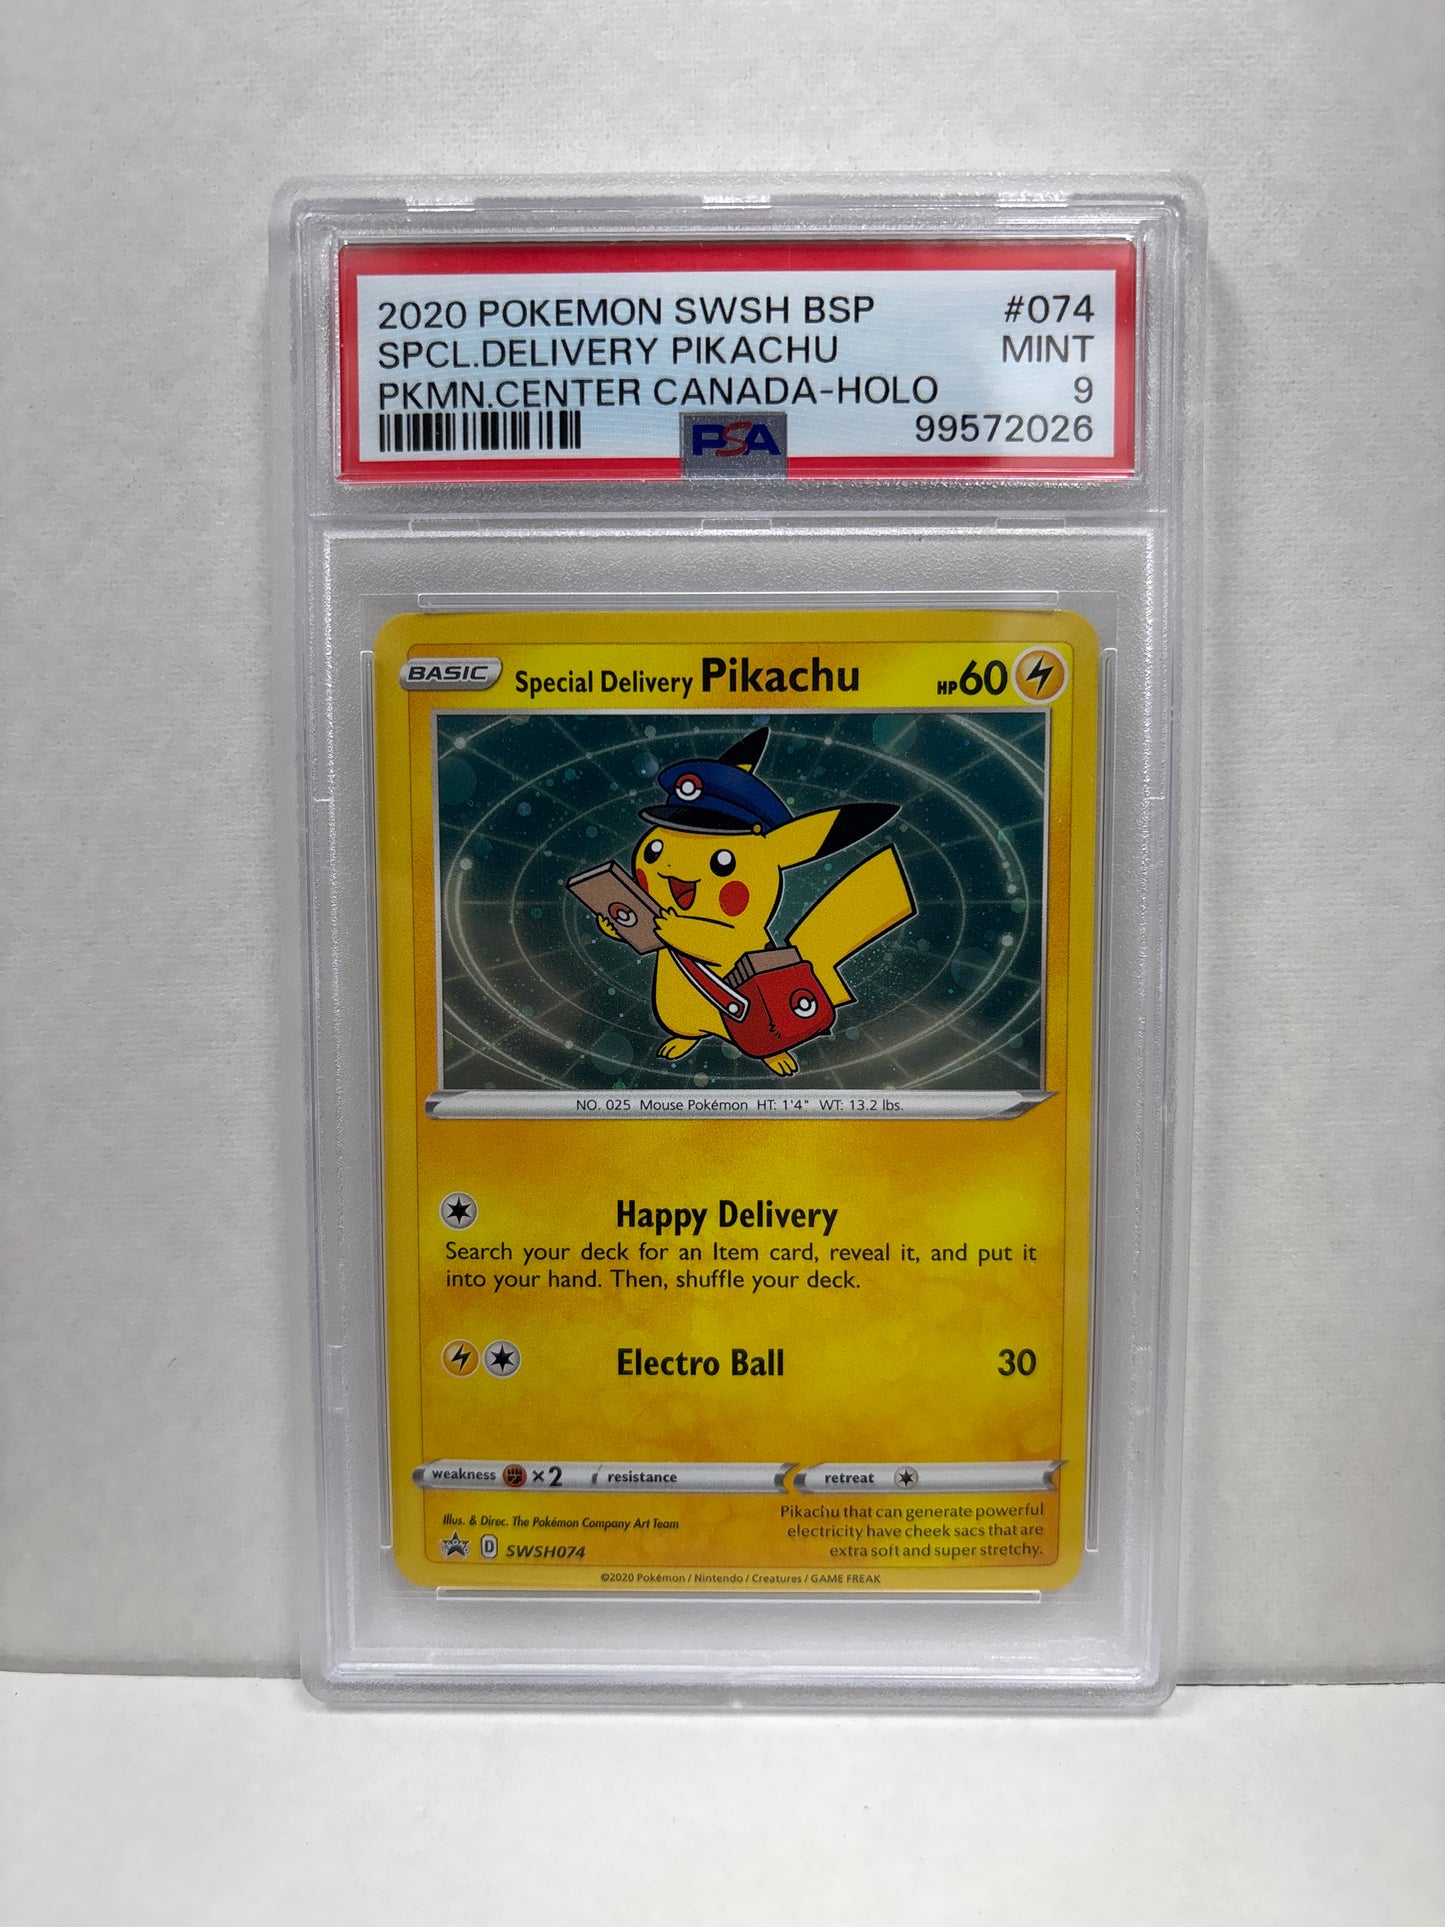 2020 POKEMON SWSH BSP #074
SPCL.DELIVERY PIKACHU MINT
PKMN.CENTER CANADA-HOLO 9
PSA 99572026
BASIC Special Delivery Pikachu HP 60
NO. 025 Mouse Pokémon HT: 1'4" WT: 13.2 lbs.
Happy Delivery
Search your deck for an Item card, reveal it, and put it
into your hand. Then, shuffle your deck.
Electro Ball 30
weakness ×2 resistance retreat
Pikachu that can generate powerful
electricity have cheek sacs that are
extra soft and super stretchy.
Illus. & Direc. The Pokémon Company Art Team
PROMO D SWSH074
©2020 Pokémon / Nintendo / Creatures / GAME FREAK